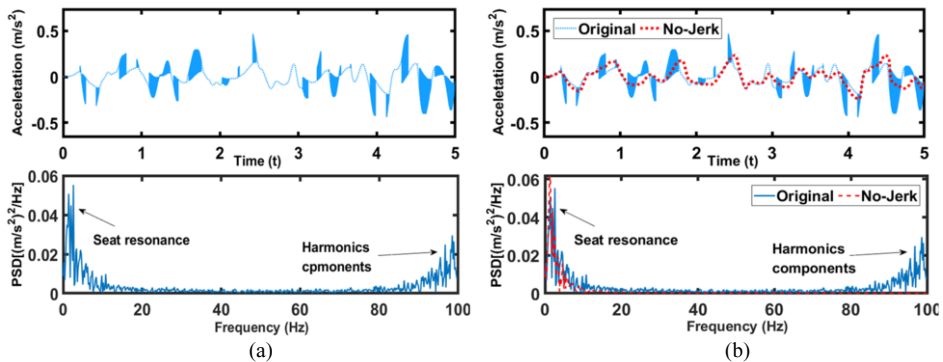 Acceletation (m/s²)
0.5
0
-0.5
0 1 2 3 4 5
Time (t)
PSD[(m/s²)²/Hz]
0.06
0.04
0.02
0
Seat resonance
Harmonics
cpmonents
0 20 40 60 80 100
Frequency (Hz)
(a)
Acceletation (m/s²)
0.5
0
-0.5
Original No-Jerk
0 1 2 3 4 5
Time (t)
PSD[(m/s²)²/Hz]
0.06
0.04
0.02
0
Original No-Jerk
Seat resonance
Harmonics
components
0 20 40 60 80 100
Frequency (Hz)
(b)